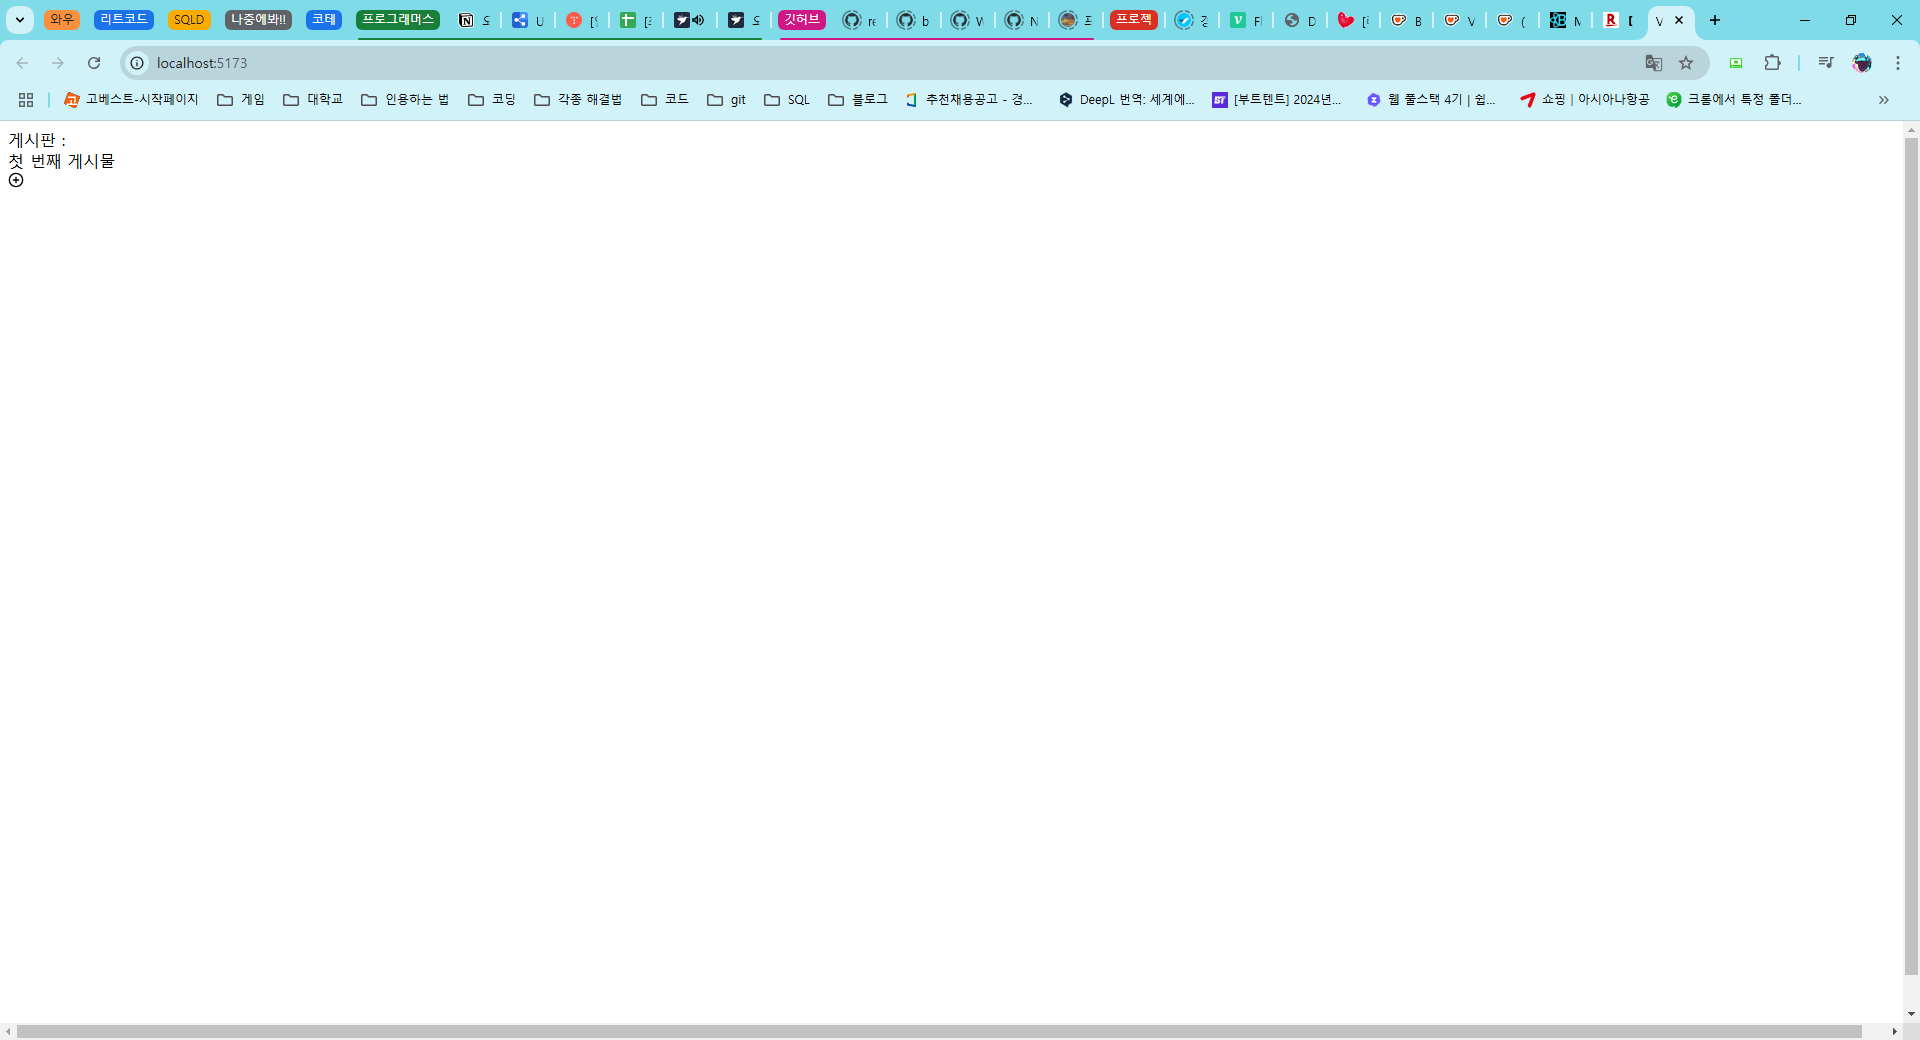 와우 리트코드 SQLD 나중에봐!! 코테 프로그래머스 깃허브 프로젝
localhost:5173
고베스트-시작페이지 게임 대학교 인용하는 법 코딩 각종 해결법 코드 git SQL 블로그 추천채용공고 - 경... DeepL 번역: 세계에... [부트텐트] 2024년... 웹 풀스택 4기 | 쉽... 쇼핑 | 아시아나항공 크롬에서 특정 폴더...
게시판 :
첫 번째 게시물